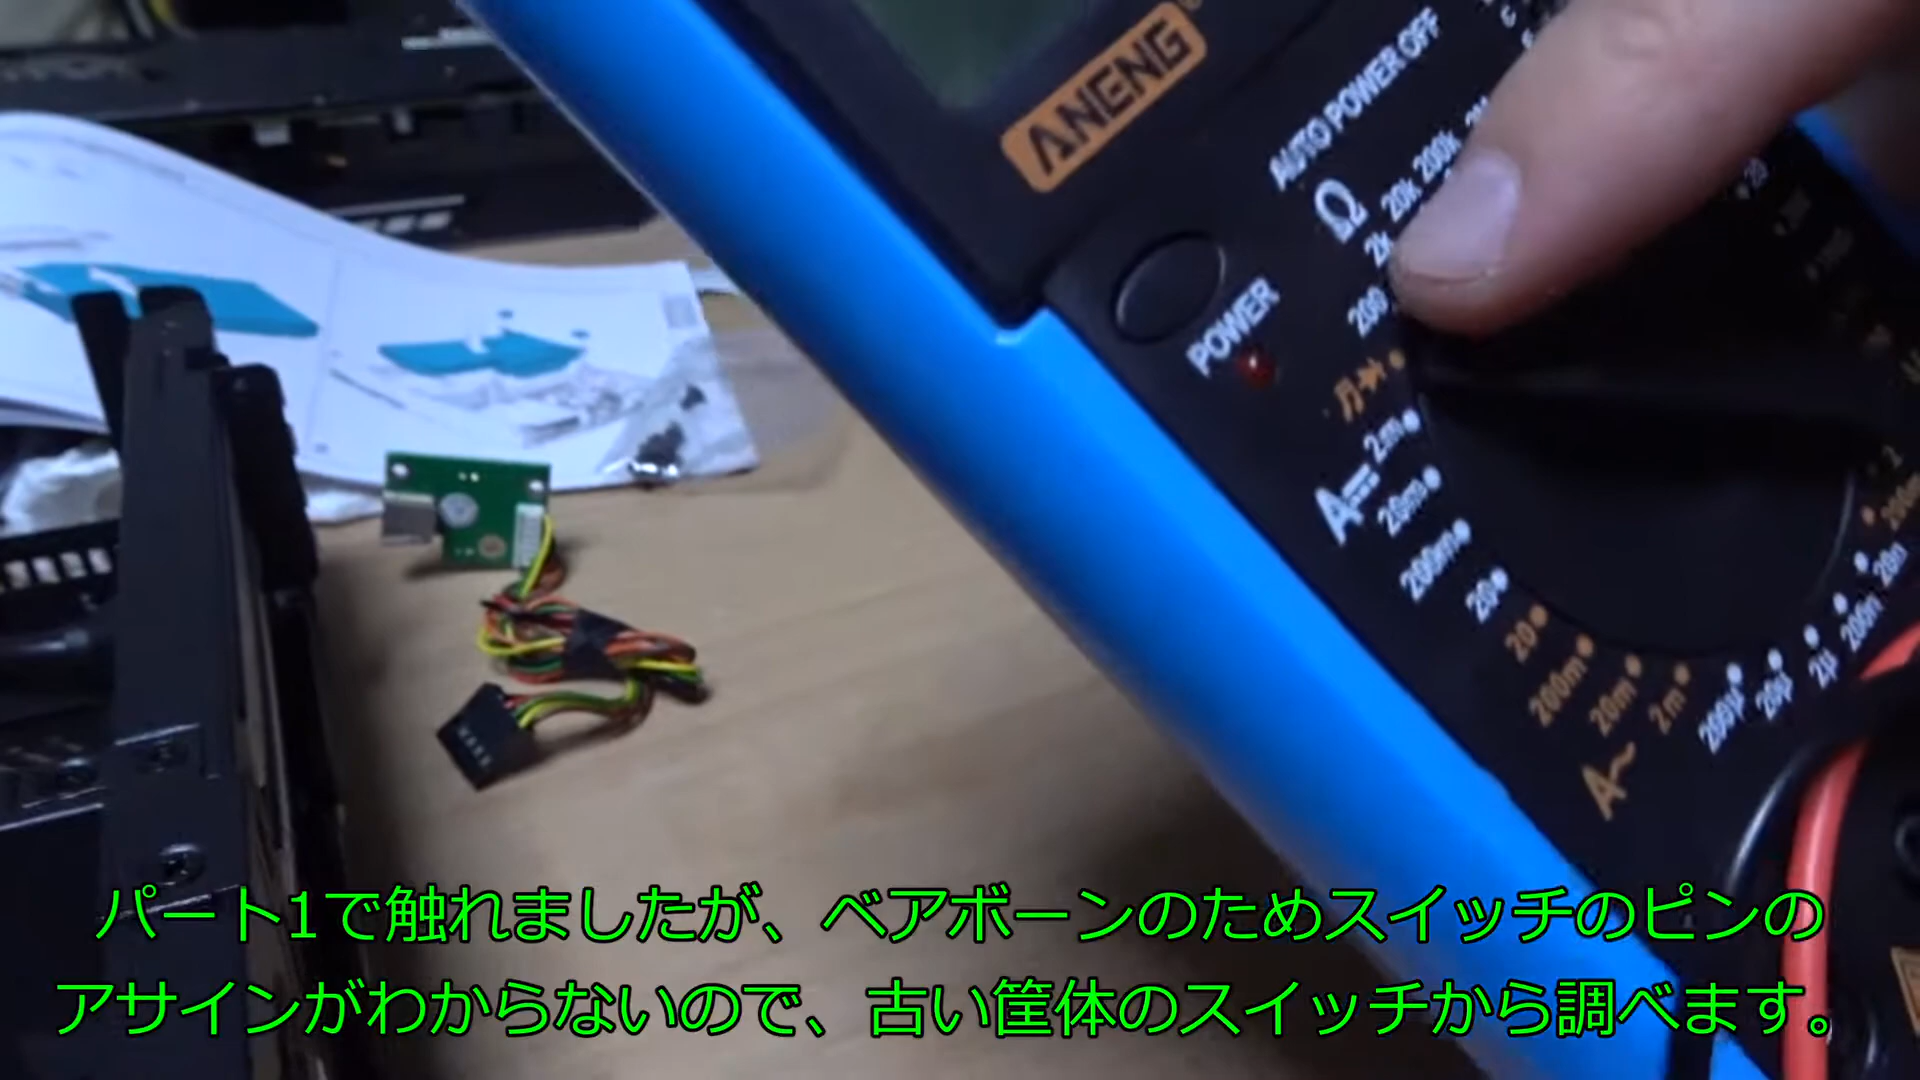 ANENG
AUTO POWER OFF
Ω
200k
20k
2k
200
POWER
2m
A
20m
200m
20
20
200m
20m
2m
A~
200µ
20µ
2µ
200n
20n
パート1で触れましたが、ベアボーンのためスイッチのピンの
アサインがわからないので、古い筐体のスイッチから調べます。